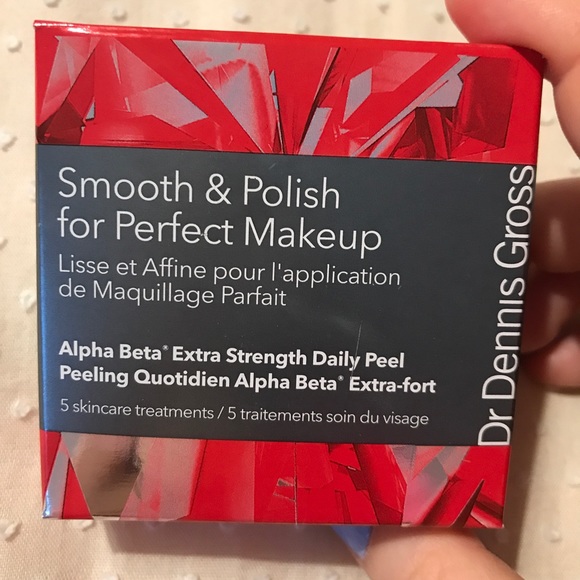 Smooth & Polish
for Perfect Makeup
Lisse et Affine pour l'application
de Maquillage Parfait
Alpha Beta® Extra Strength Daily Peel
Peeling Quotidien Alpha Beta® Extra-fort
5 skincare treatments / 5 traitements soin du visage
Dr Dennis Gross